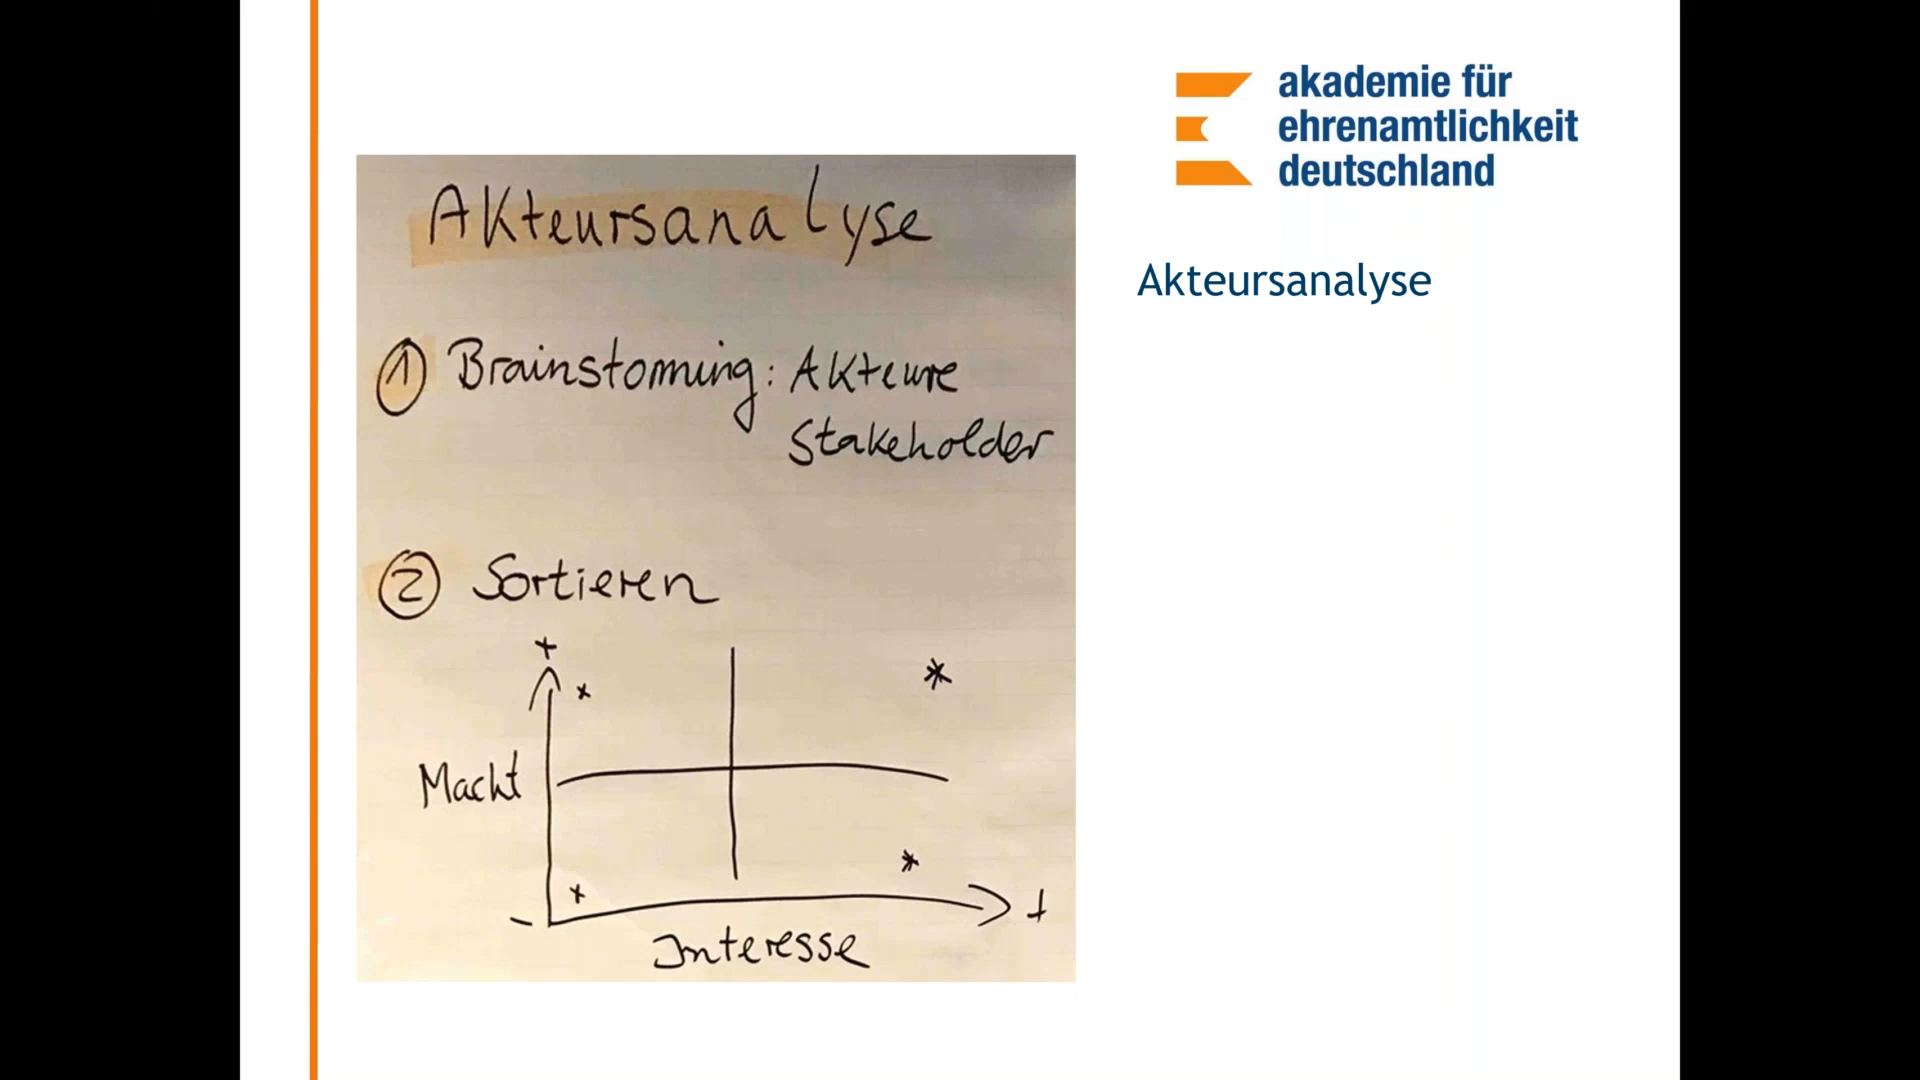 akademie für
ehrenamtlichkeit
deutschland
Akteursanalyse
Akteursanalyse
1 Brainstorming: Akteure
Stakeholder
2 Sortieren
+
Macht
- +
Interesse